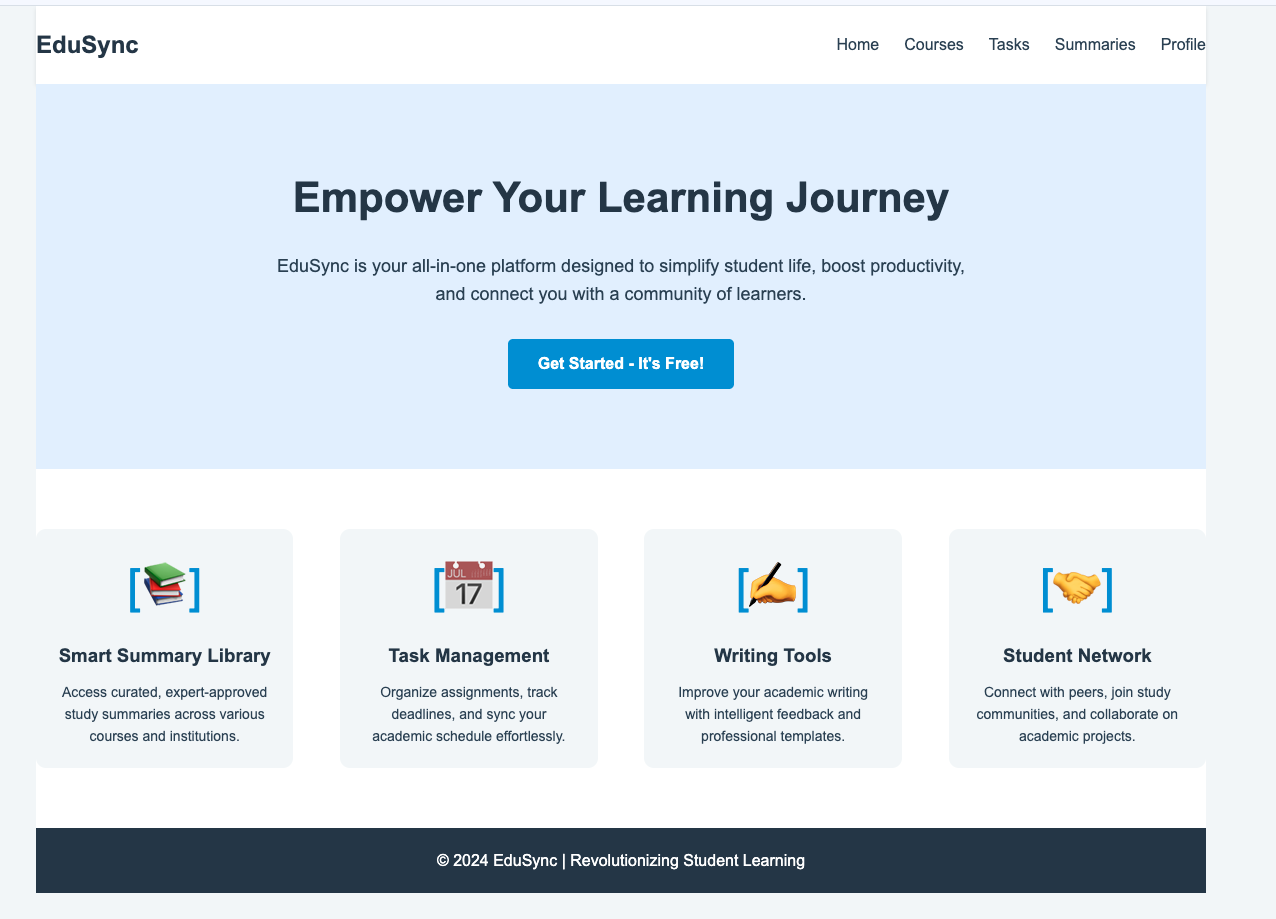 EduSync
Home Courses Tasks Summaries Profile
Empower Your Learning Journey
EduSync is your all-in-one platform designed to simplify student life, boost productivity,
and connect you with a community of learners.
Get Started - It's Free!
[📚]
Smart Summary Library
Access curated, expert-approved
study summaries across various
courses and institutions.
[📅]
JUL
17
Task Management
Organize assignments, track
deadlines, and sync your
academic schedule effortlessly.
[✍️]
Writing Tools
Improve your academic writing
with intelligent feedback and
professional templates.
[🤝]
Student Network
Connect with peers, join study
communities, and collaborate on
academic projects.
© 2024 EduSync | Revolutionizing Student Learning